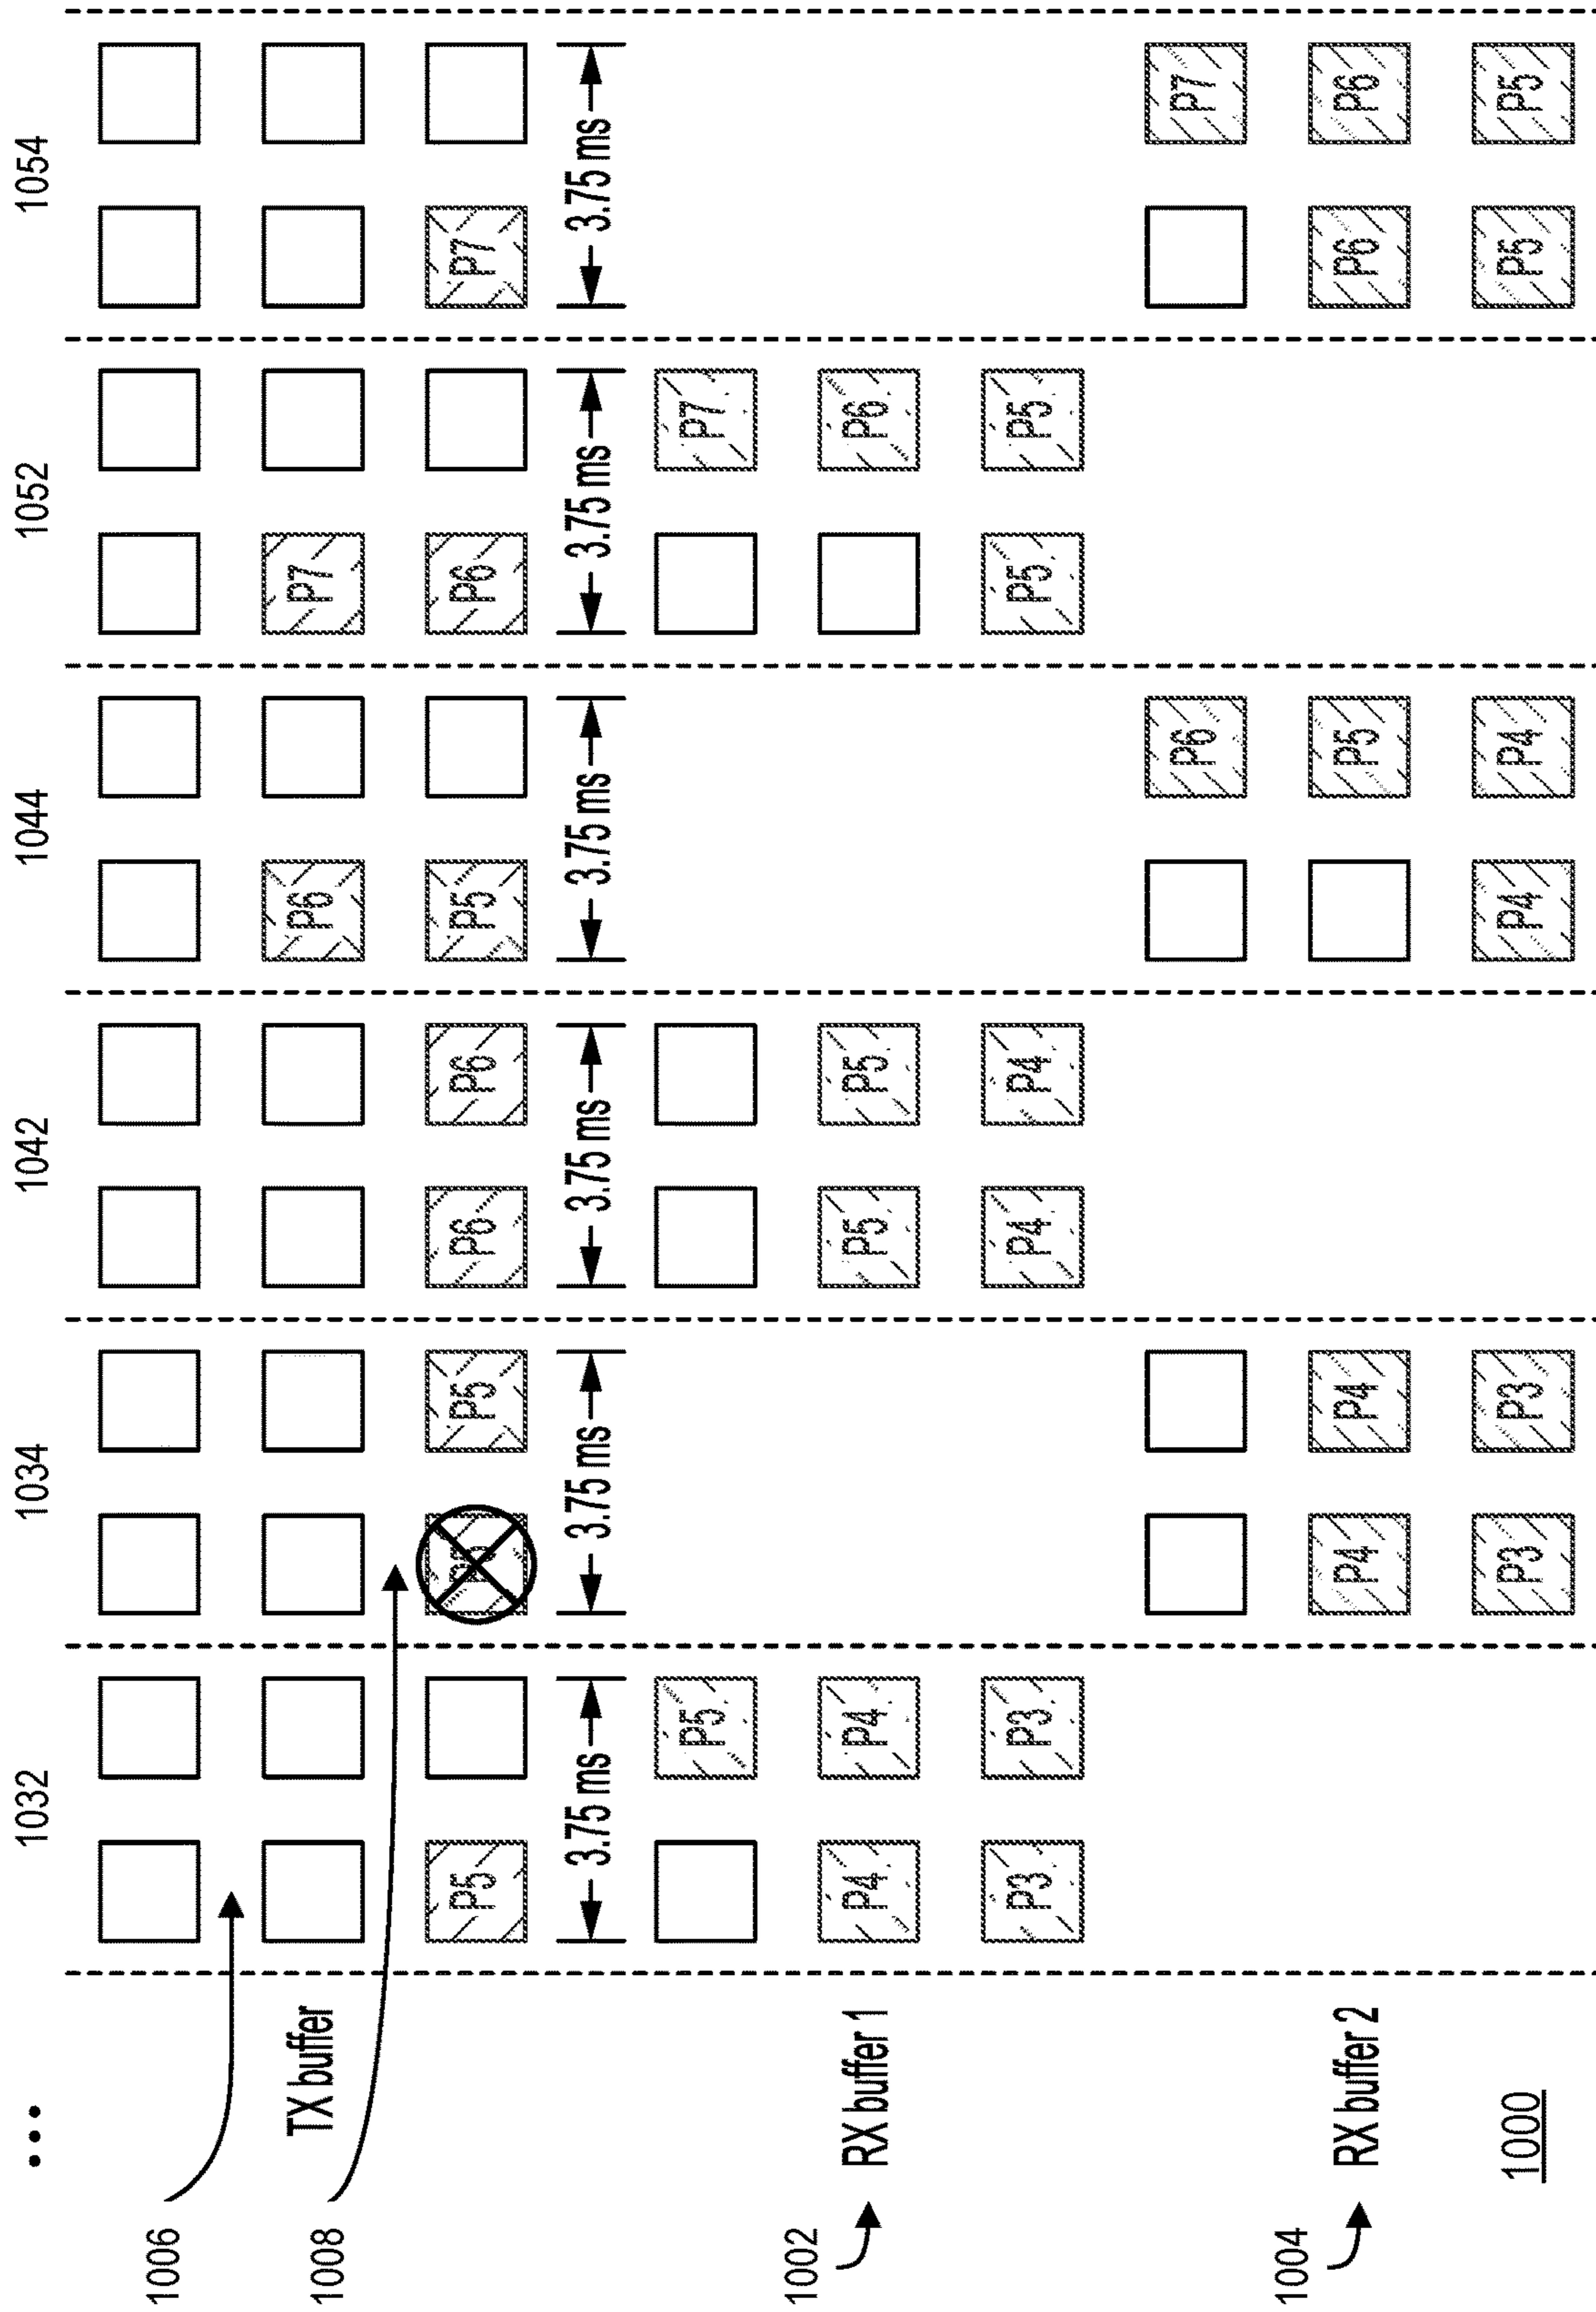 ... 1032 1034 1042 1044 1052 1054
1006
TX buffer P6 P7
1008
P5 P5 P5 P6 P6 P5 P6 P7
3.75 ms 3.75 ms 3.75 ms 3.75 ms 3.75 ms 3.75 ms
P5 P7
1002
RX buffer 1 P4 P4 P5 P5 P6
P3 P3 P4 P4 P5 P5
P6 P7
1004
RX buffer 2 P4 P4 P5 P6 P6
P3 P3 P4 P4 P5 P5
1000